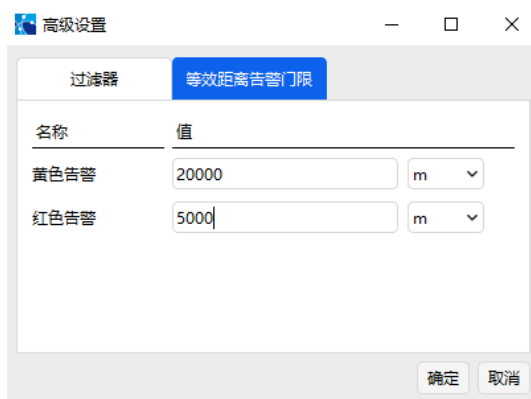 高级设置
过滤器 等效距离告警门限
名称 值
黄色告警 20000 m
红色告警 5000 m
确定 取消